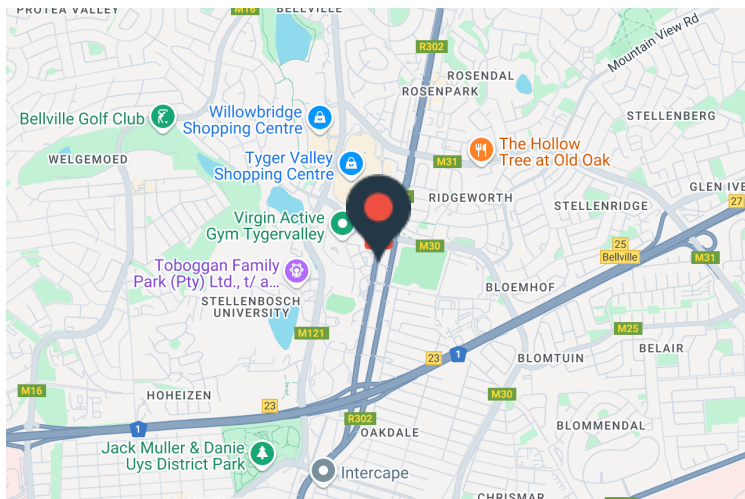 PROTEA VALLEY
M16
BELLVILLE
R302
Mountain View Rd
ROSENDAL
ROSENPARK
Bellville Golf Club
Willowbridge
Shopping Centre
STELLENBERG
WELGEMOED
Tyger Valley
Shopping Centre
M31
The Hollow
Tree at Old Oak
RIDGEWORTH
GLEN IVE
27
STELLENRIDGE
Virgin Active
Gym Tygervalley
M30
25
Bellville
M31
Toboggan Family
Park (Pty) Ltd., t/ a...
STELLENBOSCH
UNIVERSITY
BLOEMHOF
M121
M25
BELAIR
23
1
BLOMTUIN
M16
HOHEIZEN
23
M30
1
R302
OAKDALE
BLOMMENDAL
Jack Muller & Danie
Uys District Park
Intercape
CHRISMAR